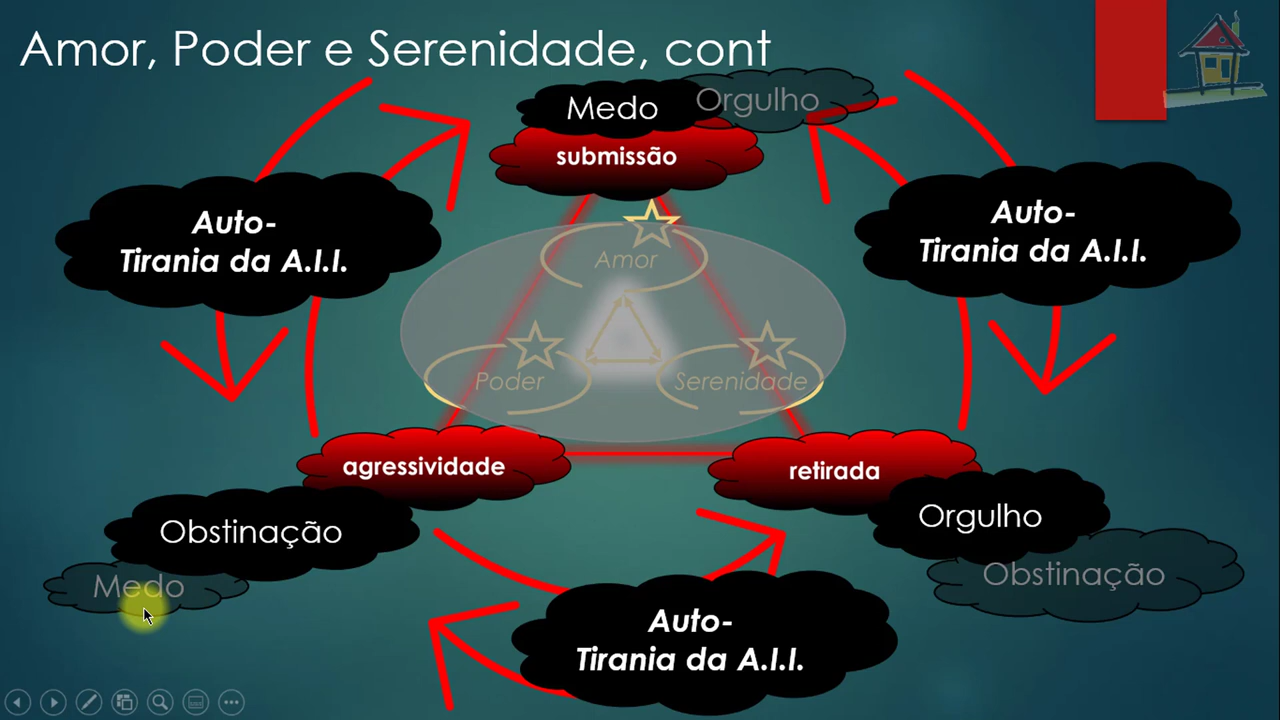 Amor, Poder e Serenidade, cont
Medo
Orgulho
submissão
Auto-
Tirania da A.I.I.
Auto-
Tirania da A.I.I.
Amor
Poder
Serenidade
agressividade
retirada
Obstinação
Orgulho
Medo
Obstinação
Auto-
Tirania da A.I.I.